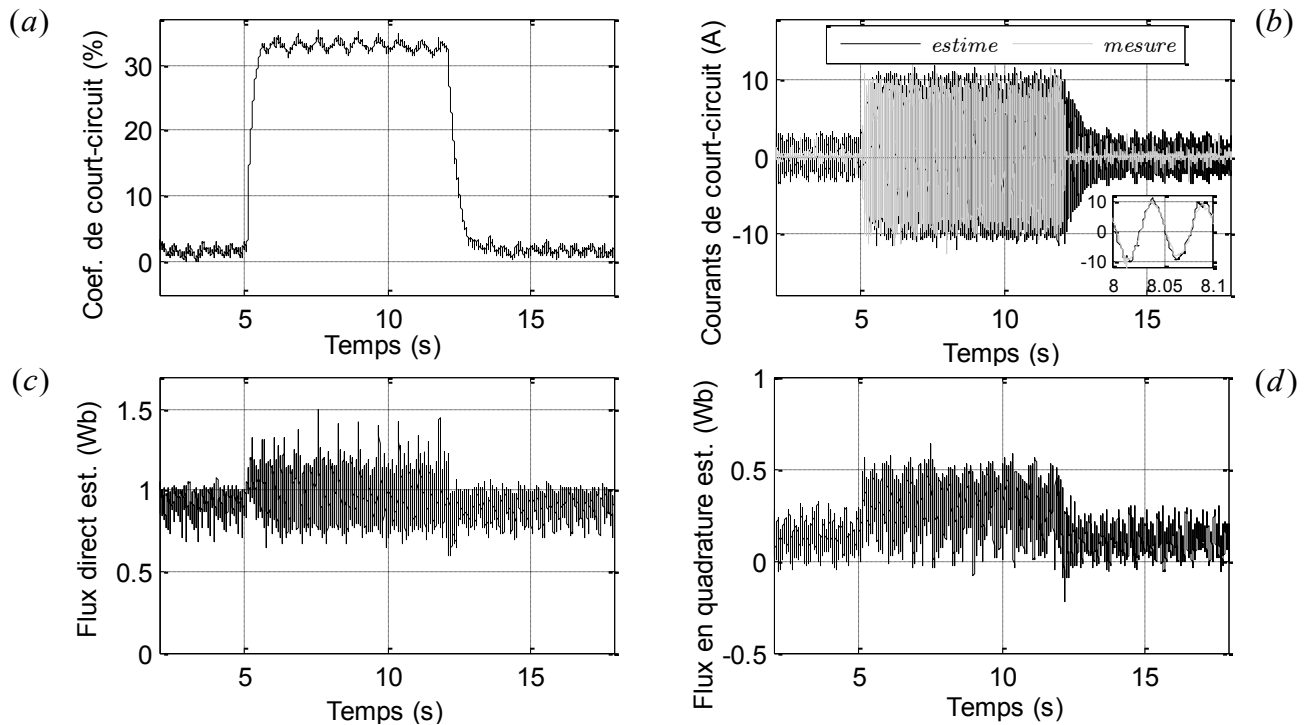 (a)
Coef. de court-circuit (%)
30
20
10
0
5
10
15
Temps (s)
(b)
Courants de court-circuit (A)
estime
mesure
10
0
-10
5
10
15
Temps (s)
10
0
-10
8
8.05
8.1
(c)
Flux direct est. (Wb)
1.5
1
0.5
0
5
10
15
Temps (s)
(d)
Flux en quadrature est. (Wb)
1
0.5
0
-0.5
5
10
15
Temps (s)